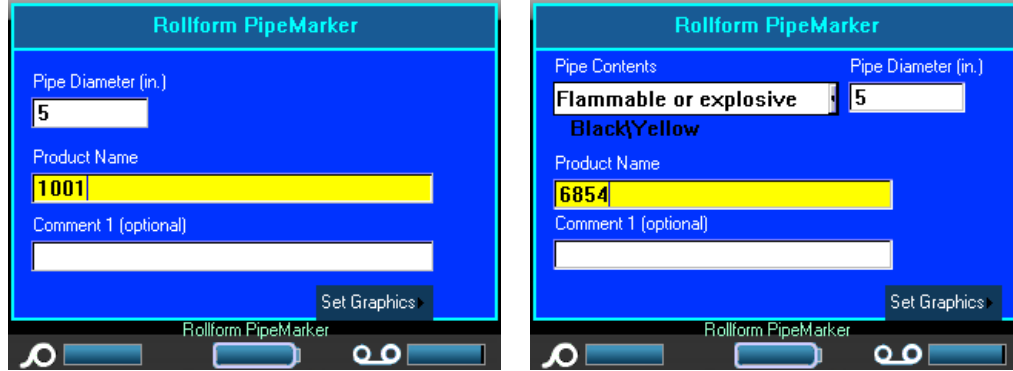 Rollform PipeMarker
Pipe Diameter (in.)
5
Product Name
1001
Comment 1 (optional)
Set Graphics
Rollform PipeMarker
Rollform PipeMarker
Pipe Contents
Pipe Diameter (in.)
Flammable or explosive
5
Black\Yellow
Product Name
6854
Comment 1 (optional)
Set Graphics
Rollform PipeMarker